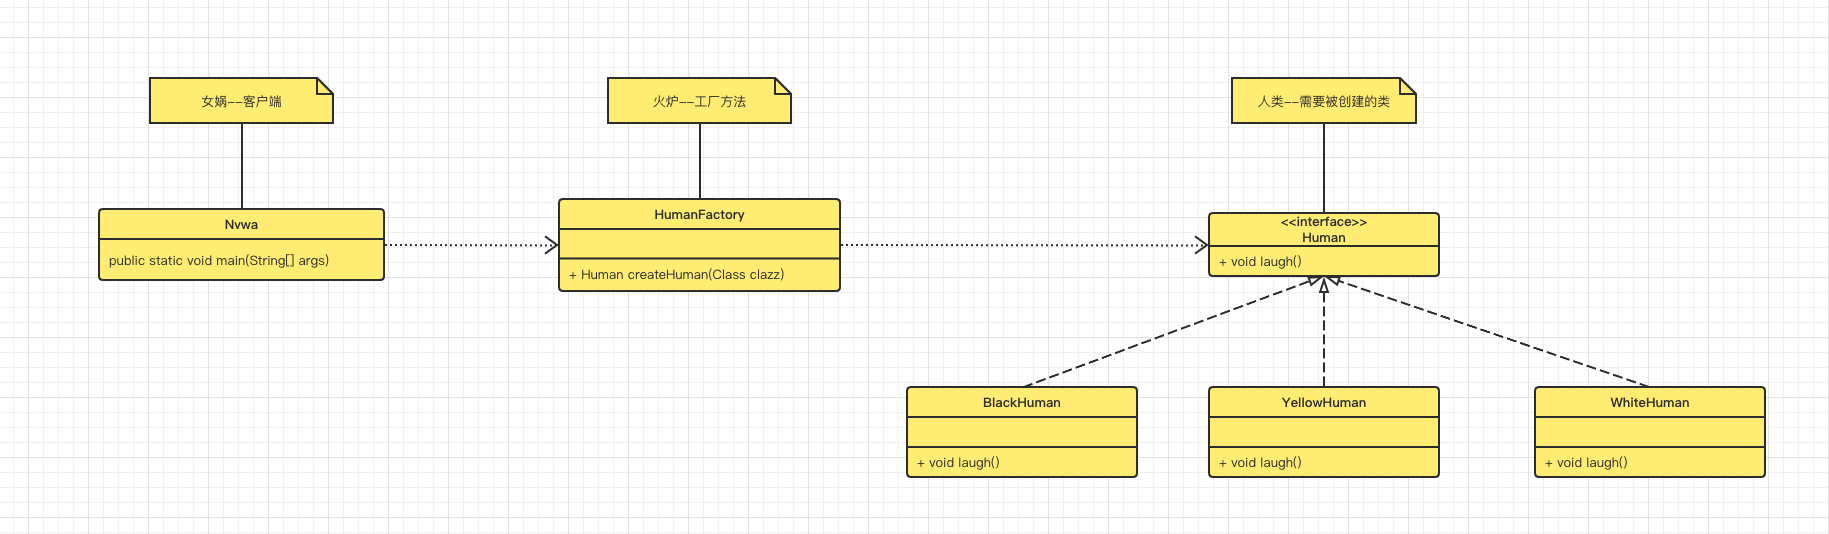 女娲--客户端
火炉--工厂方法
人类--需要被创建的类
Nvwa
public static void main(String[] args)
HumanFactory
+ Human createHuman(Class clazz)
<<interface>>
Human
+ void laugh()
BlackHuman
+ void laugh()
YellowHuman
+ void laugh()
WhiteHuman
+ void laugh()